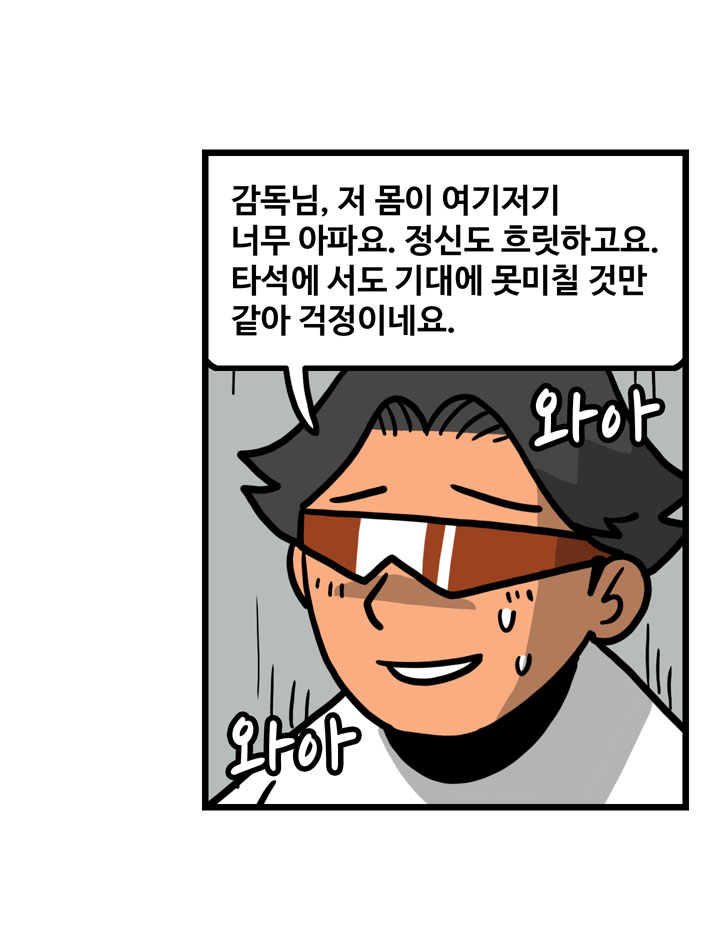 감독님, 저 몸이 여기저기
너무 아파요. 정신도 흐릿하고요.
타석에 서도 기대에 못미칠 것만
같아 걱정이네요.
와아
와아